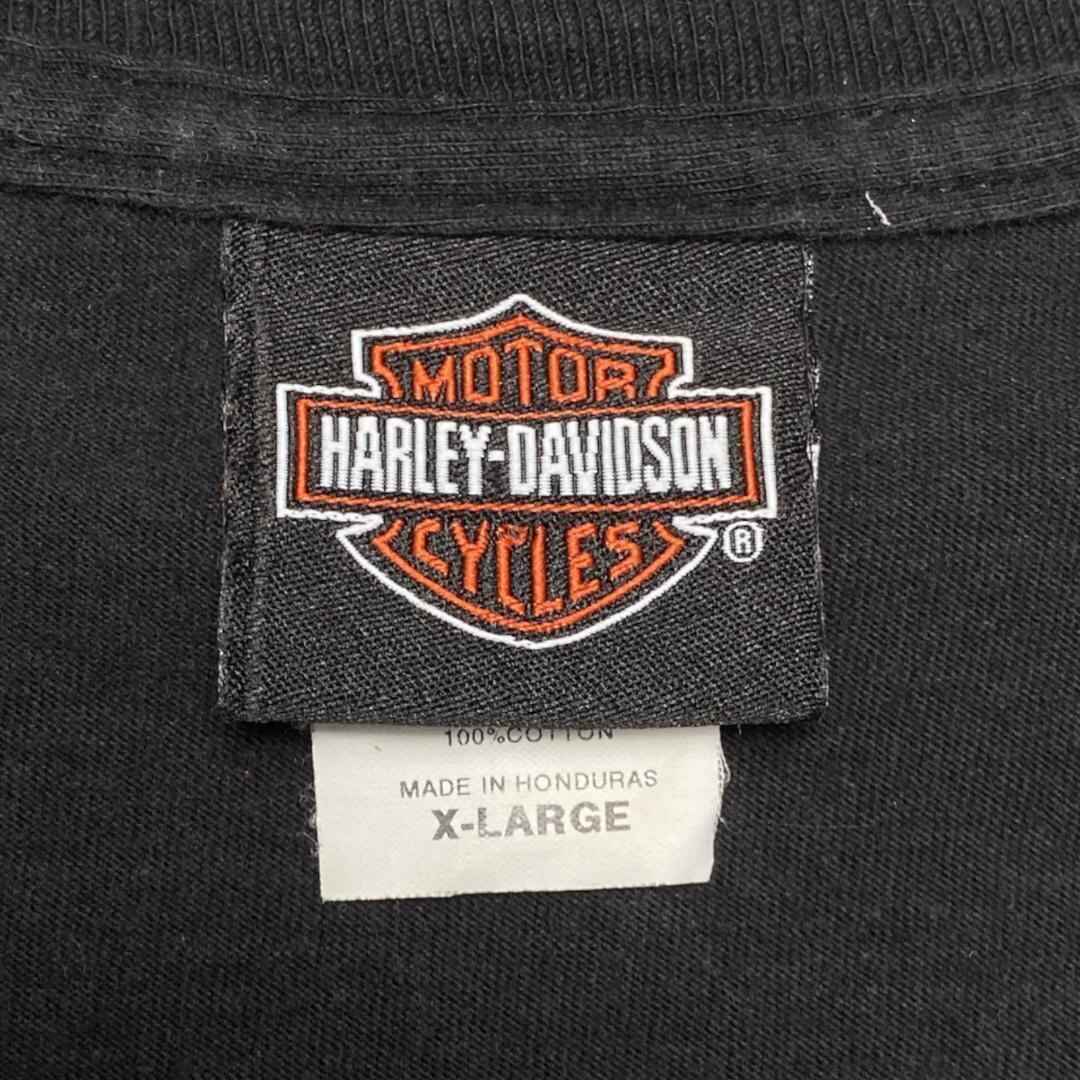 MOTOR
HARLEY-DAVIDSON
CYCLES
®
100% COTTON
MADE IN HONDURAS
X-LARGE